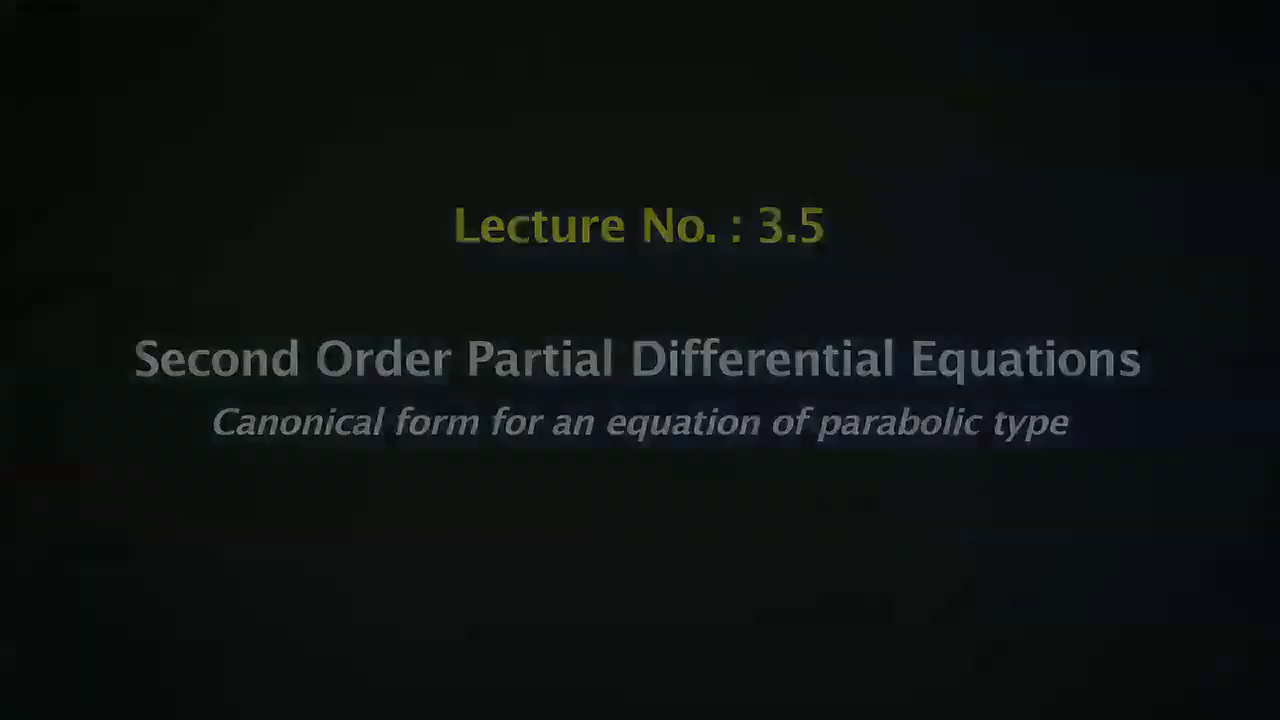 Lecture No. : 3.5
Second Order Partial Differential Equations
Canonical form for an equation of parabolic type